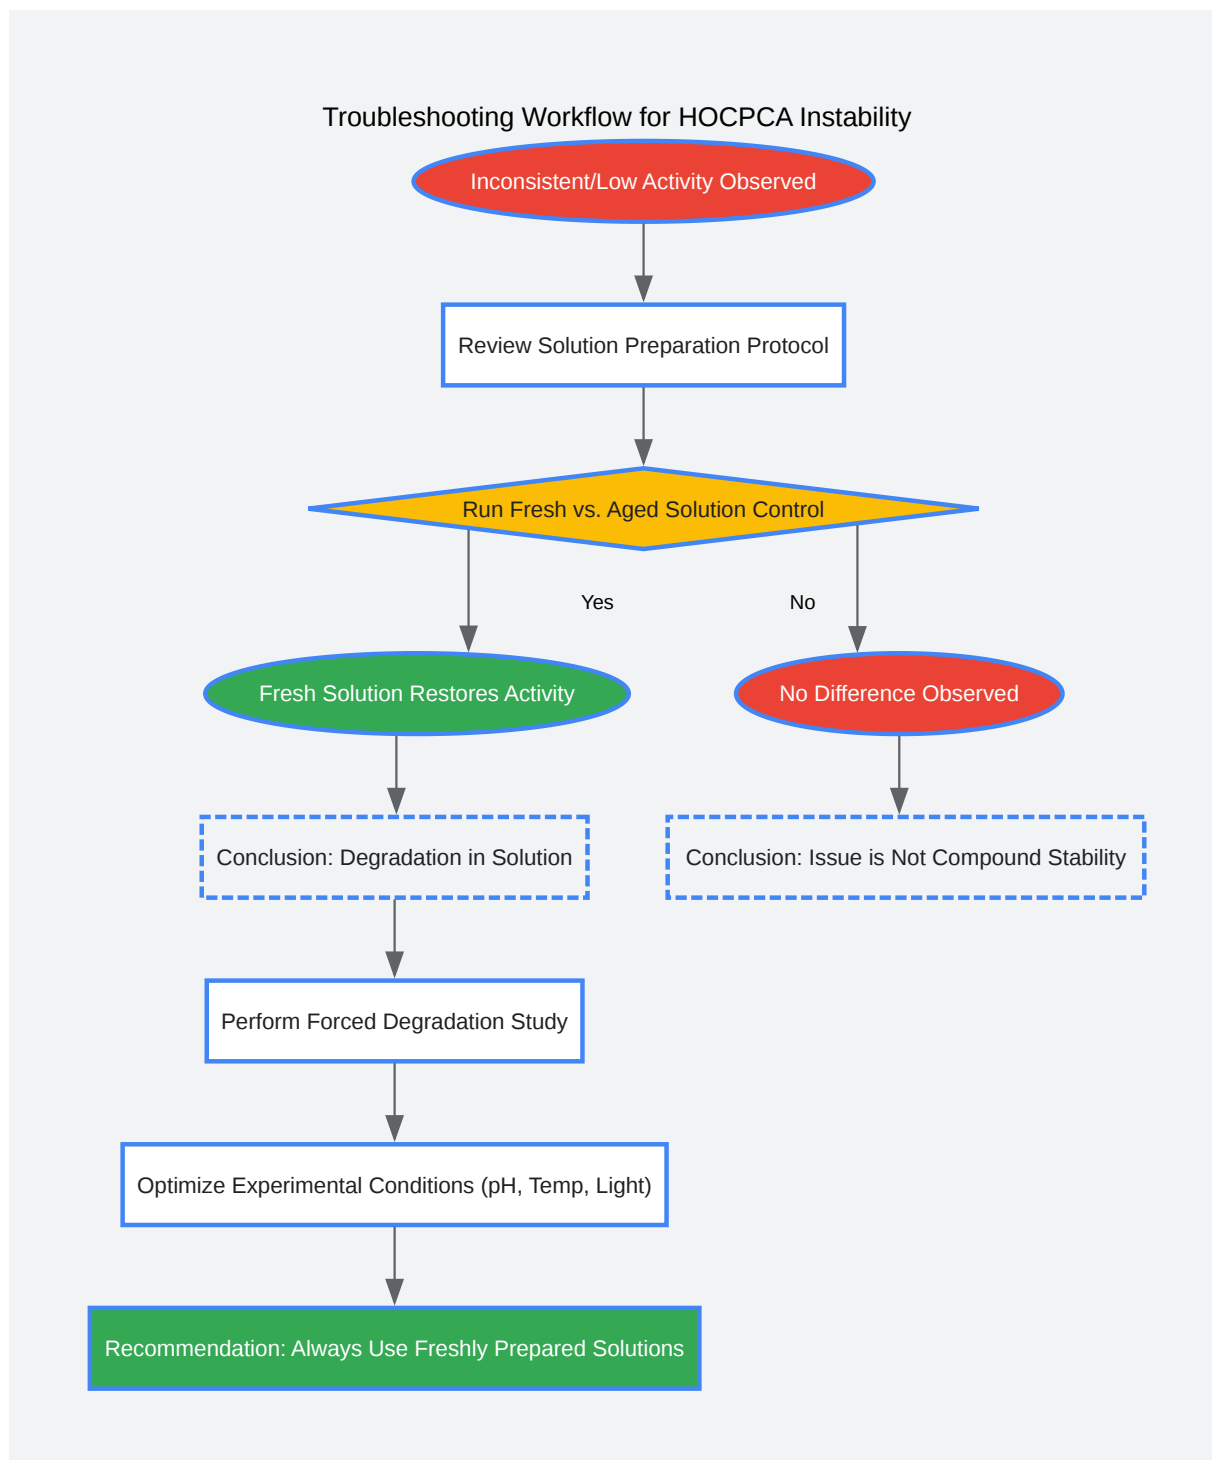 Troubleshooting Workflow for HOCPCA Instability
Inconsistent/Low Activity Observed
Review Solution Preparation Protocol
Run Fresh vs. Aged Solution Control
Yes
No
Fresh Solution Restores Activity
No Difference Observed
Conclusion: Degradation in Solution
Conclusion: Issue is Not Compound Stability
Perform Forced Degradation Study
Optimize Experimental Conditions (pH, Temp, Light)
Recommendation: Always Use Freshly Prepared Solutions